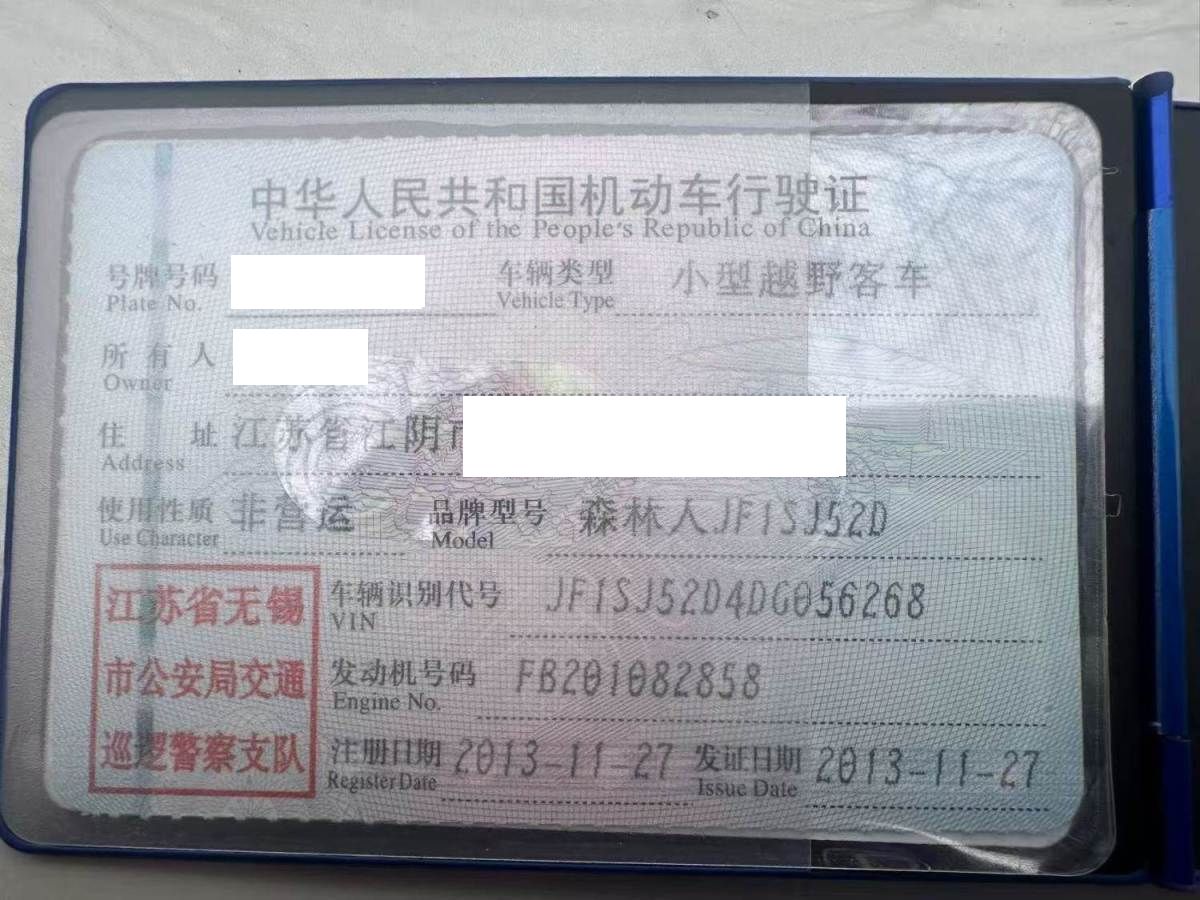 中华人民共和国机动车行驶证
Vehicle License of the People's Republic of China
号牌号码 车辆类型 小型越野客车
Plate No. Vehicle Type
所有人
Owner
住址 江苏省江阴市
Address
使用性质 非营运 品牌型号 森林人JF1SJ52D
Use Character Model
江苏省无锡
市公安局交通
巡逻警察支队
车辆识别代号 JF1SJ52D4DG056268
VIN
发动机号码 FB201082858
Engine No.
注册日期 2013-11-27 发证日期 2013-11-27
Register Date Issue Date